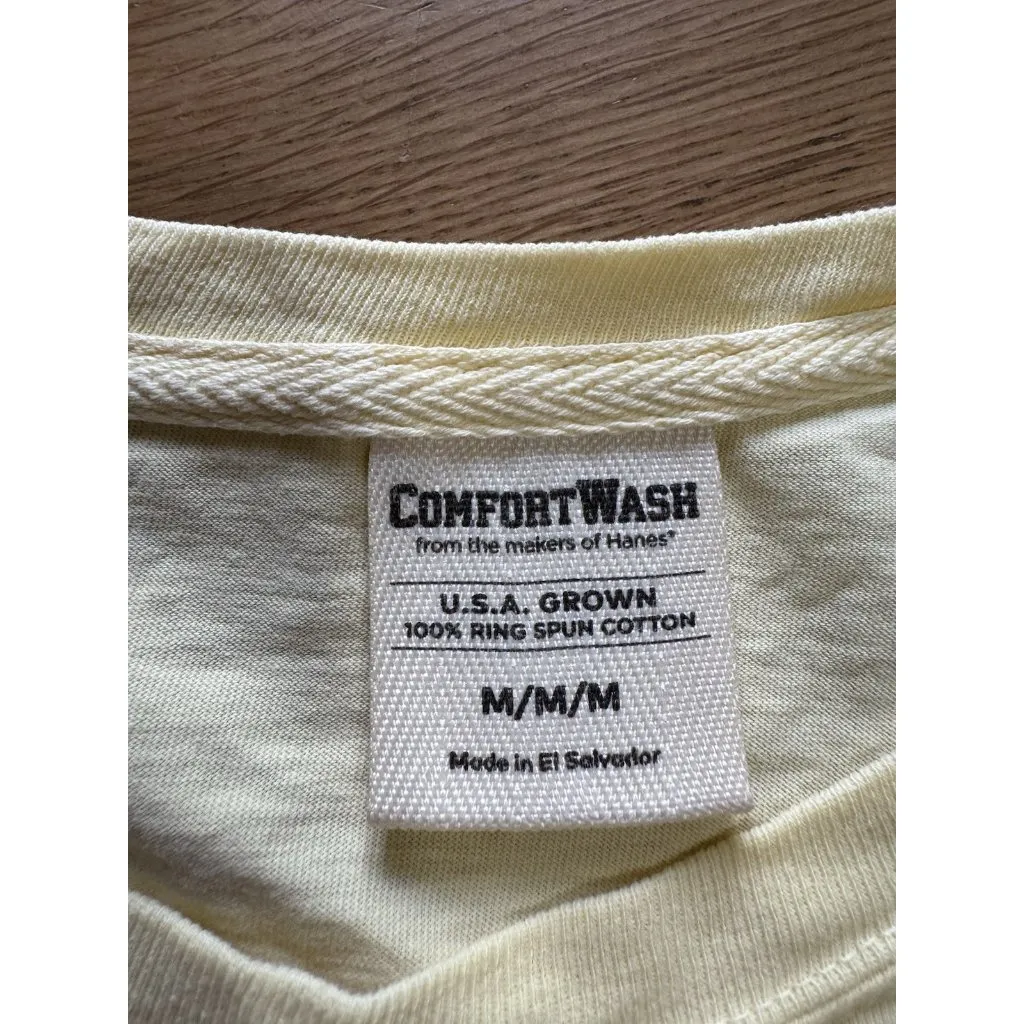 COMFORTWASH
from the makers of Hanes®
U.S.A. GROWN
100% RING SPUN COTTON
M/M/M
Made in El Salvador